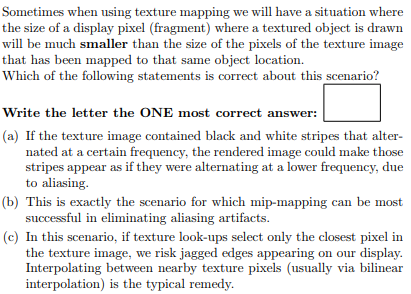 Sometimes when using texture mapping we will have a situation where
the size of a display pixel (fragment) where a textured object is drawn
will be much smaller than the size of the pixels of the texture image
that has been mapped to that same object location.
Which of the following statements is correct about this scenario?
Write the letter the ONE most correct answer:
(a) If the texture image contained black and white stripes that alter-
nated at a certain frequency, the rendered image could make those
stripes appear as if they were alternating at a lower frequency, due
to aliasing.
(b) This is exactly the scenario for which mip-mapping can be most
successful in eliminating aliasing artifacts.
(c) In this scenario, if texture look-ups select only the closest pixel in
the texture image, we risk jagged edges appearing on our display.
Interpolating between nearby texture pixels (usually via bilinear
interpolation) is the typical remedy.